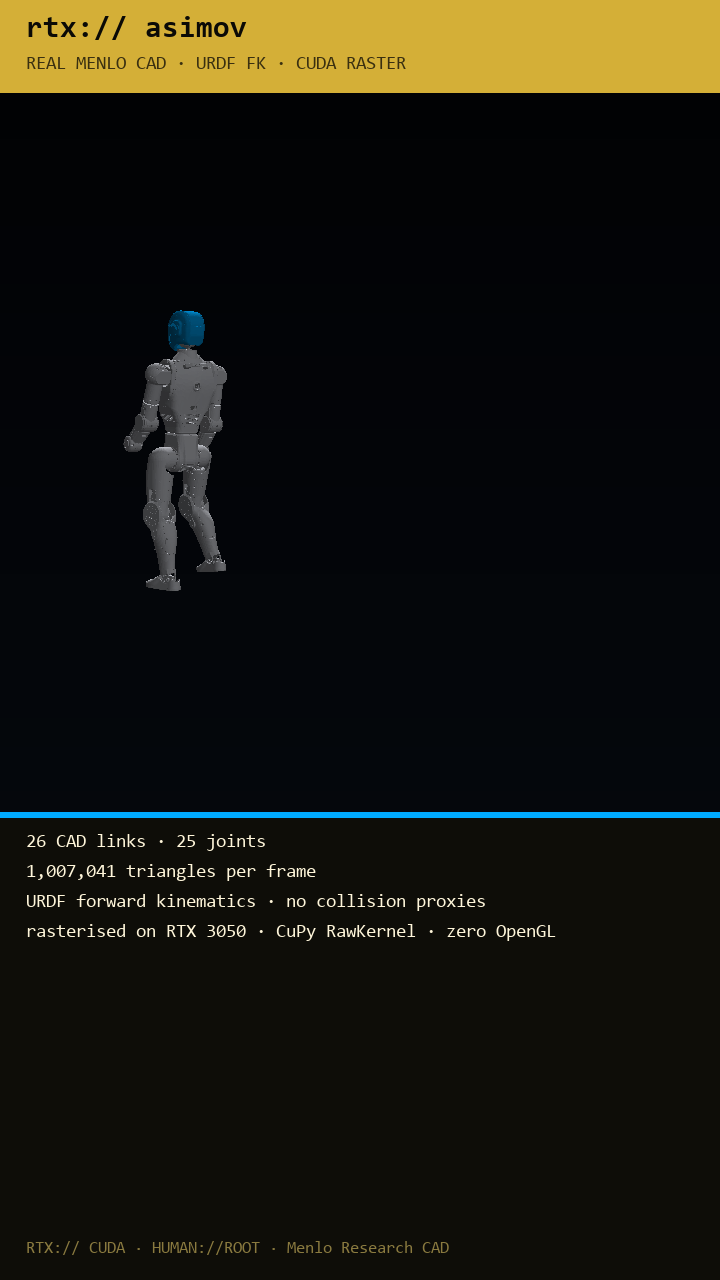 rtx:// asimov
REAL MENLO CAD · URDF FK · CUDA RASTER
26 CAD links · 25 joints
1,007,041 triangles per frame
URDF forward kinematics · no collision proxies
rasterised on RTX 3050 · CuPy RawKernel · zero OpenGL
RTX:// CUDA · HUMAN://ROOT · Menlo Research CAD